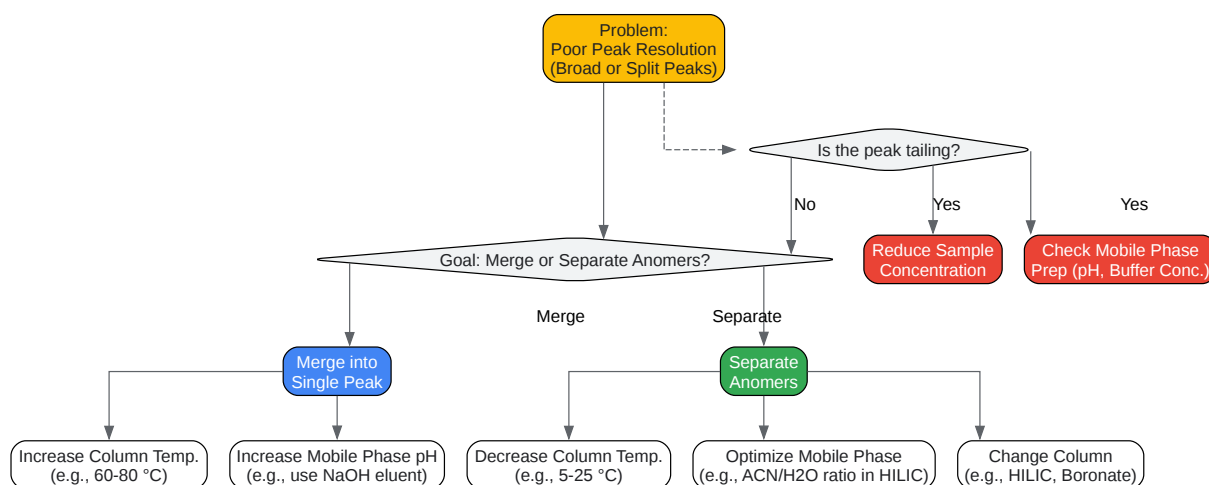 Problem:
Poor Peak Resolution
(Broad or Split Peaks)
Is the peak tailing?
No
Yes
Yes
Reduce Sample
Concentration
Check Mobile Phase
Prep (pH, Buffer Conc.)
Goal: Merge or Separate Anomers?
Merge
Separate
Merge into
Single Peak
Separate
Anomers
Increase Column Temp.
(e.g., 60-80 °C)
Increase Mobile Phase pH
(e.g., use NaOH eluent)
Decrease Column Temp.
(e.g., 5-25 °C)
Optimize Mobile Phase
(e.g., ACN/H2O ratio in HILIC)
Change Column
(e.g., HILIC, Boronate)